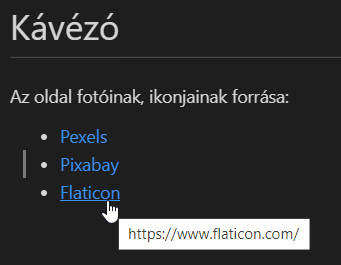 Kávézó
Az oldal fotóinak, ikonjainak forrása:
Pexels
Pixabay
Flaticon
https://www.flaticon.com/